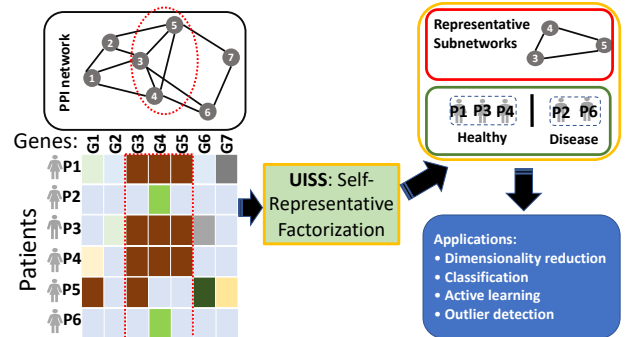 PPI network
1
2
3
4
5
6
7
Genes: G1 G2 G3 G4 G5 G6 G7
Patients
P1
P2
P3
P4
P5
P6
UISS: Self-
Representative
Factorization
Representative
Subnetworks
4
3
5
P1 P3 P4
P2 P6
Healthy
Disease
Applications:
• Dimensionality reduction
• Classification
• Active learning
• Outlier detection